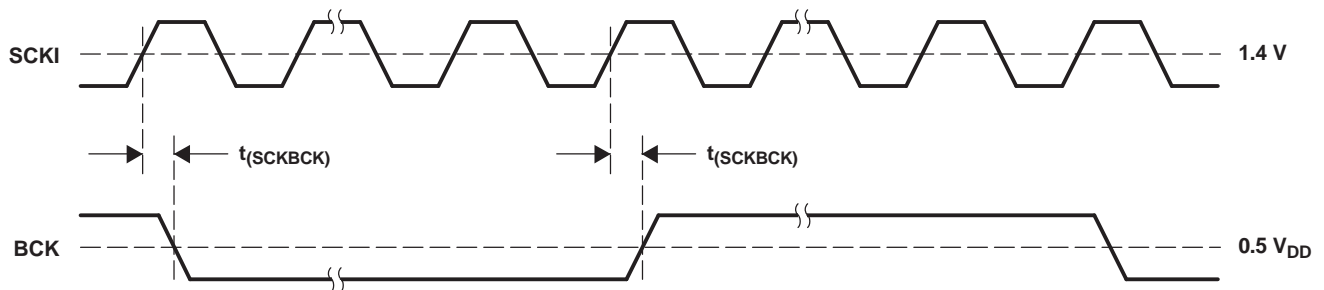 SCKI
1.4 V
t(SCKBCK)
t(SCKBCK)
BCK
0.5 VDD